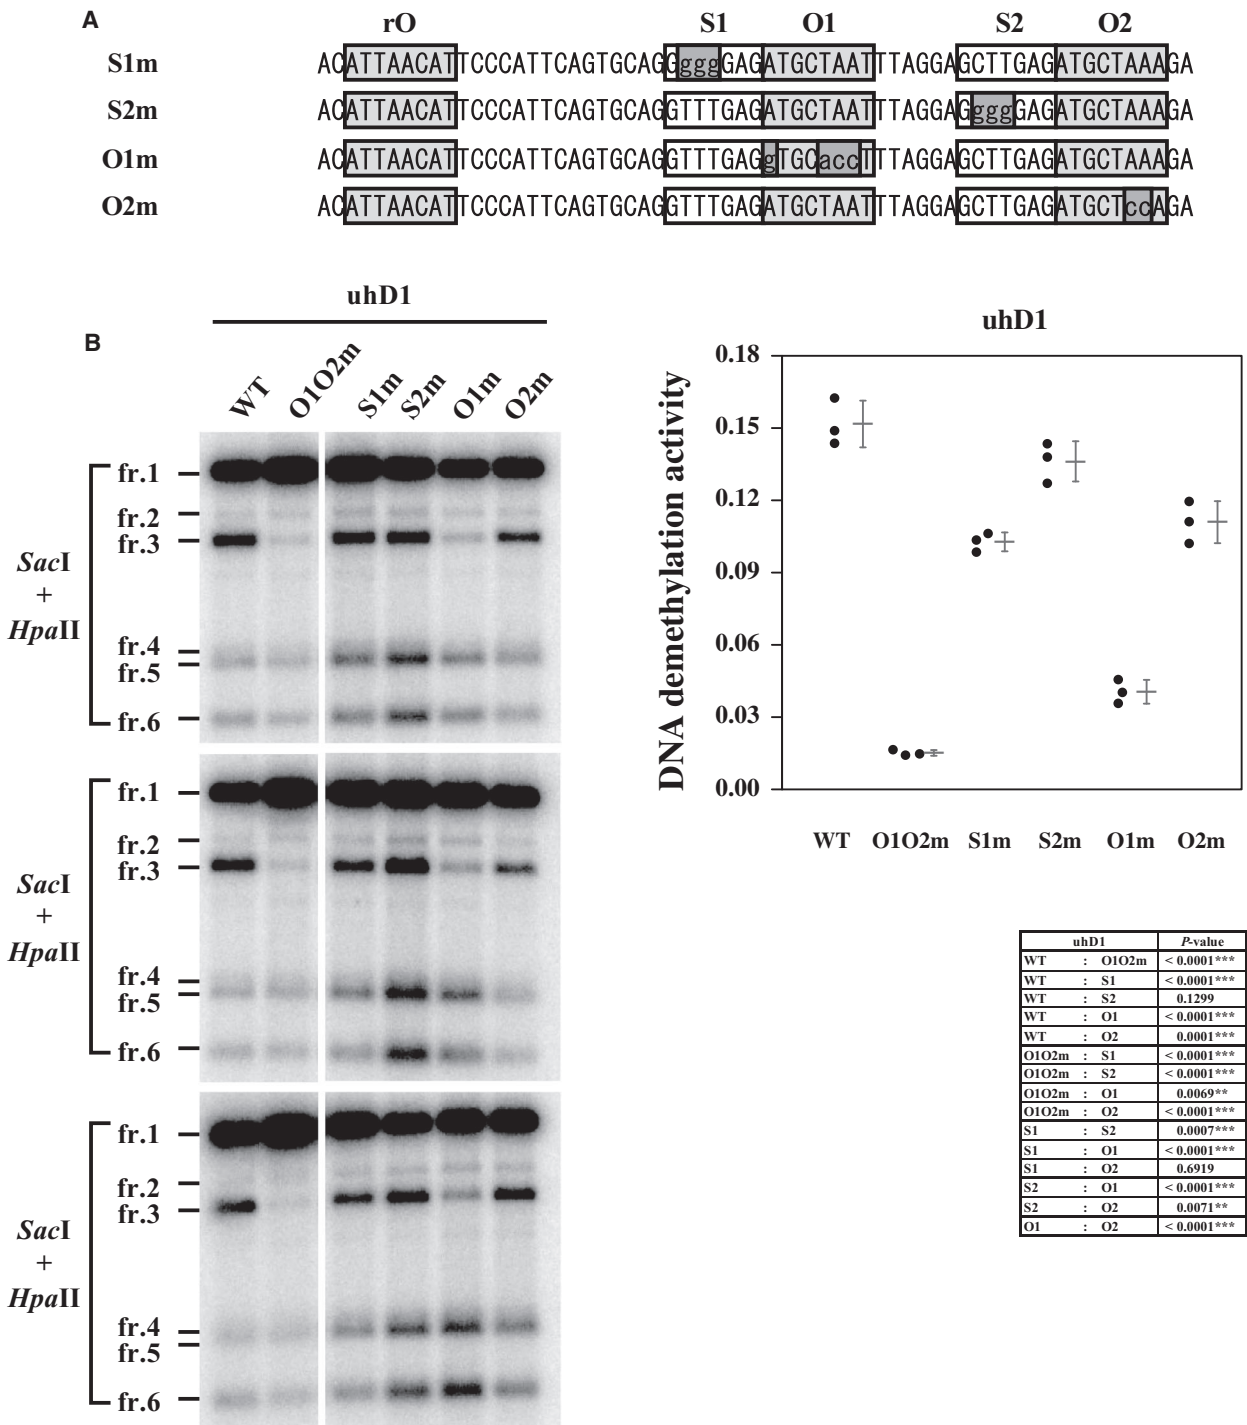 A
rO S1 O1 S2 O2
S1m ACATTAACATTCCCATTCAGTGCAGGgggGAGATGCTAATTTAGGAGCTTGAGATGCTAAAGA
S2m ACATTAACATTCCCATTCAGTGCAGGTTTGAGATGCTAATTTAGGAGgggGAGATGCTAAAGA
O1m ACATTAACATTCCCATTCAGTGCAGGTTTGAGgTGCaccTTTAGGAGCTTGAGATGCTAAAGA
O2m ACATTAACATTCCCATTCAGTGCAGGTTTGAGATGCTAATTTAGGAGCTTGAGATGCTccAGA
B
uhD1
WT O1O2m S1m S2m O1m O2m
SacI
+
HpaII
fr.1
fr.2
fr.3
fr.4
fr.5
fr.6
SacI
+
HpaII
fr.1
fr.2
fr.3
fr.4
fr.5
fr.6
SacI
+
HpaII
fr.1
fr.2
fr.3
fr.4
fr.5
fr.6
uhD1
DNA demethylation activity
0.18
0.15
0.12
0.09
0.06
0.03
0.00
WT O1O2m S1m S2m O1m O2m
uhD1 P-value
WT : O1O2m < 0.0001***
WT : S1 < 0.0001***
WT : S2 0.1299
WT : O1 < 0.0001***
WT : O2 0.0001***
O1O2m : S1 < 0.0001***
O1O2m : S2 < 0.0001***
O1O2m : O1 0.0069**
O1O2m : O2 < 0.0001***
S1 : S2 0.0007***
S1 : O1 < 0.0001***
S1 : O2 0.6919
S2 : O1 < 0.0001***
S2 : O2 0.0071**
O1 : O2 < 0.0001***